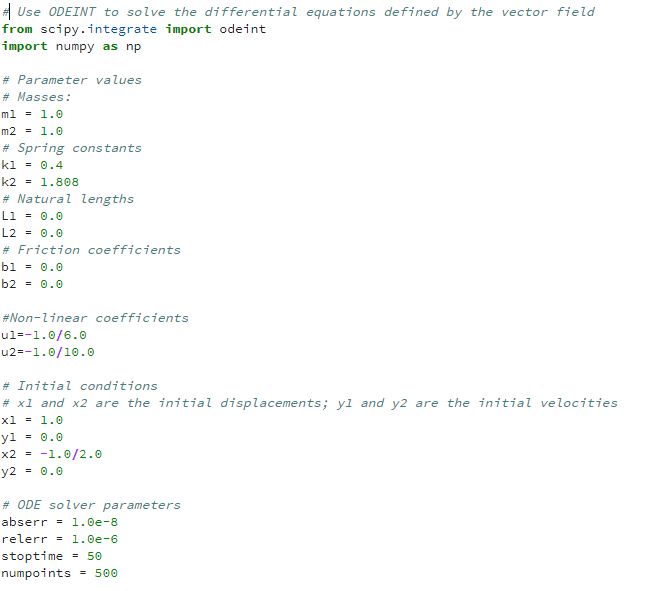 # Use ODEINT to solve the differential equations defined by the vector field
from scipy.integrate import odeint
import numpy as np
# Parameter values
# Masses:
m1 = 1.0
m2 = 1.0
# Spring constants
k1 = 0.4
k2 = 1.808
# Natural lengths
L1 = 0.0
L2 = 0.0
# Friction coefficients
b1 = 0.0
b2 = 0.0
#Non-linear coefficients
u1=-1.0/6.0
u2=-1.0/10.0
# Initial conditions
# x1 and x2 are the initial displacements; y1 and y2 are the initial velocities
x1 = 1.0
y1 = 0.0
x2 = -1.0/2.0
y2 = 0.0
# ODE solver parameters
abserr = 1.0e-8
relerr = 1.0e-6
stoptime = 50
numpoints = 500